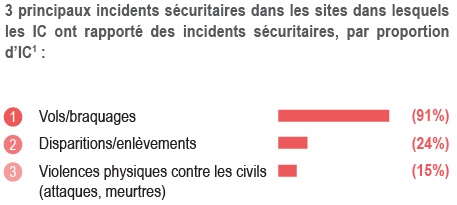 3 principaux incidents sécuritaires dans les sites dans lesquels
les IC ont rapporté des incidents sécuritaires, par proportion
d'IC¹ :
1 Vols/braquages (91%)
2 Disparitions/enlèvements (24%)
3 Violences physiques contre les civils (15%)
(attaques, meurtres)